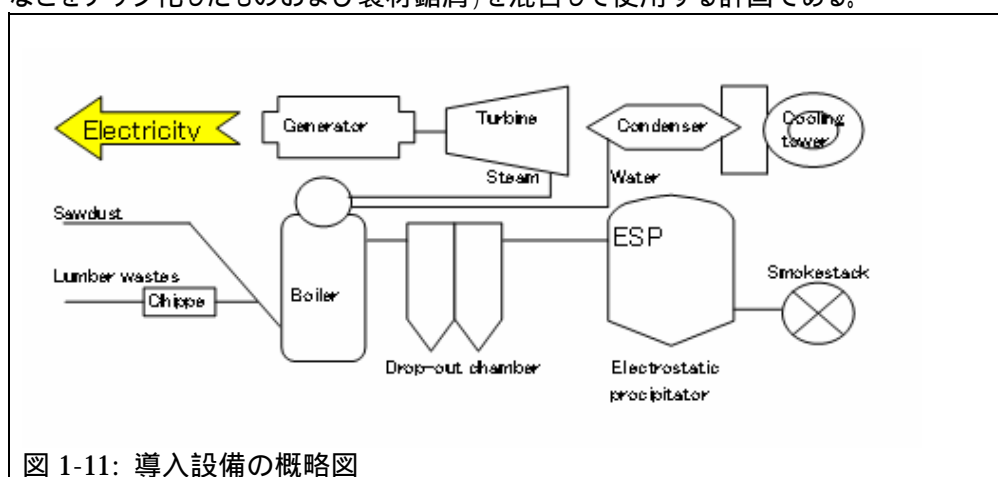 などをチップ化したものおよび製材鋸屑)を混合して使用する計画である。
Electricity
Generator
Turbine
Condenser
Cooling
tower
Steam
Water
Sawdust
ESP
Lumber wastes
Chippe
Boiler
Smokestack
Drop-out chamber
Electrostatic
procipitator
図 1-11: 導入設備の概略図